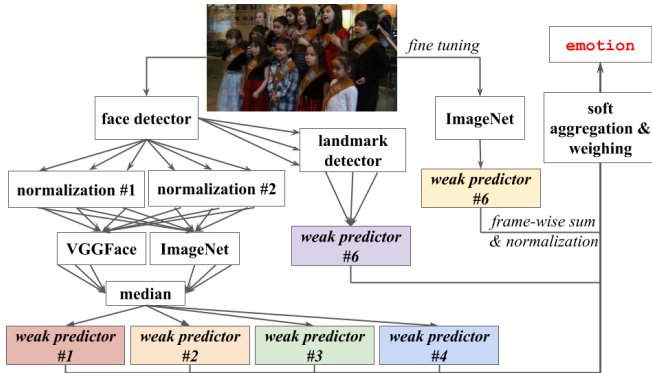 fine tuning
emotion
face detector
ImageNet
soft
aggregation &
weighing
landmark
detector
normalization #1
normalization #2
weak predictor
#6
frame-wise sum
& normalization
VGGFace
ImageNet
weak predictor
#6
median
weak predictor
#1
weak predictor
#2
weak predictor
#3
weak predictor
#4